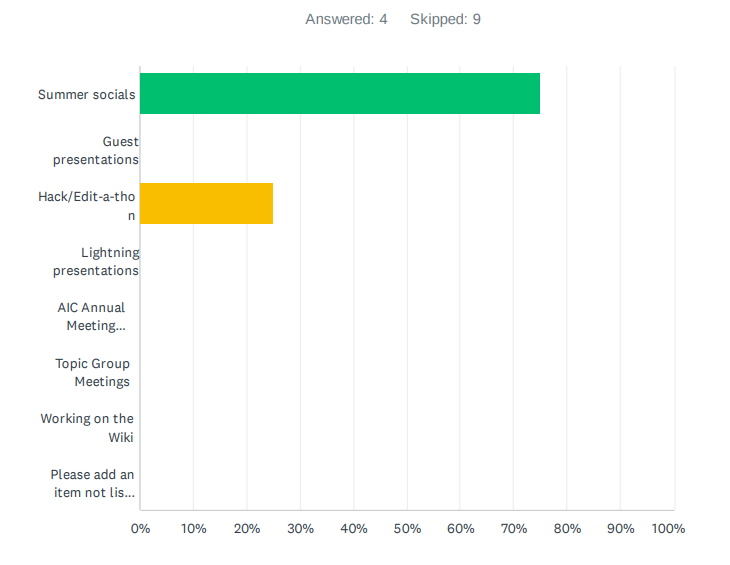 Answered: 4 Skipped: 9
Summer socials
Guest
presentations
Hack/Edit-a-tho
n
Lightning
presentations
AIC Annual
Meeting...
Topic Group
Meetings
Working on the
Wiki
Please add an
item not lis...
0% 10% 20% 30% 40% 50% 60% 70% 80% 90% 100%